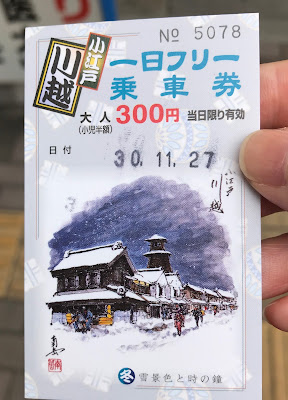 № 5078
小江戸
川越
一日フリー
乗車券
大人 300円 当日限り有効
(小児半額)
日付
30.11.27
小江戸
川越
冬 雪景色と時の鐘